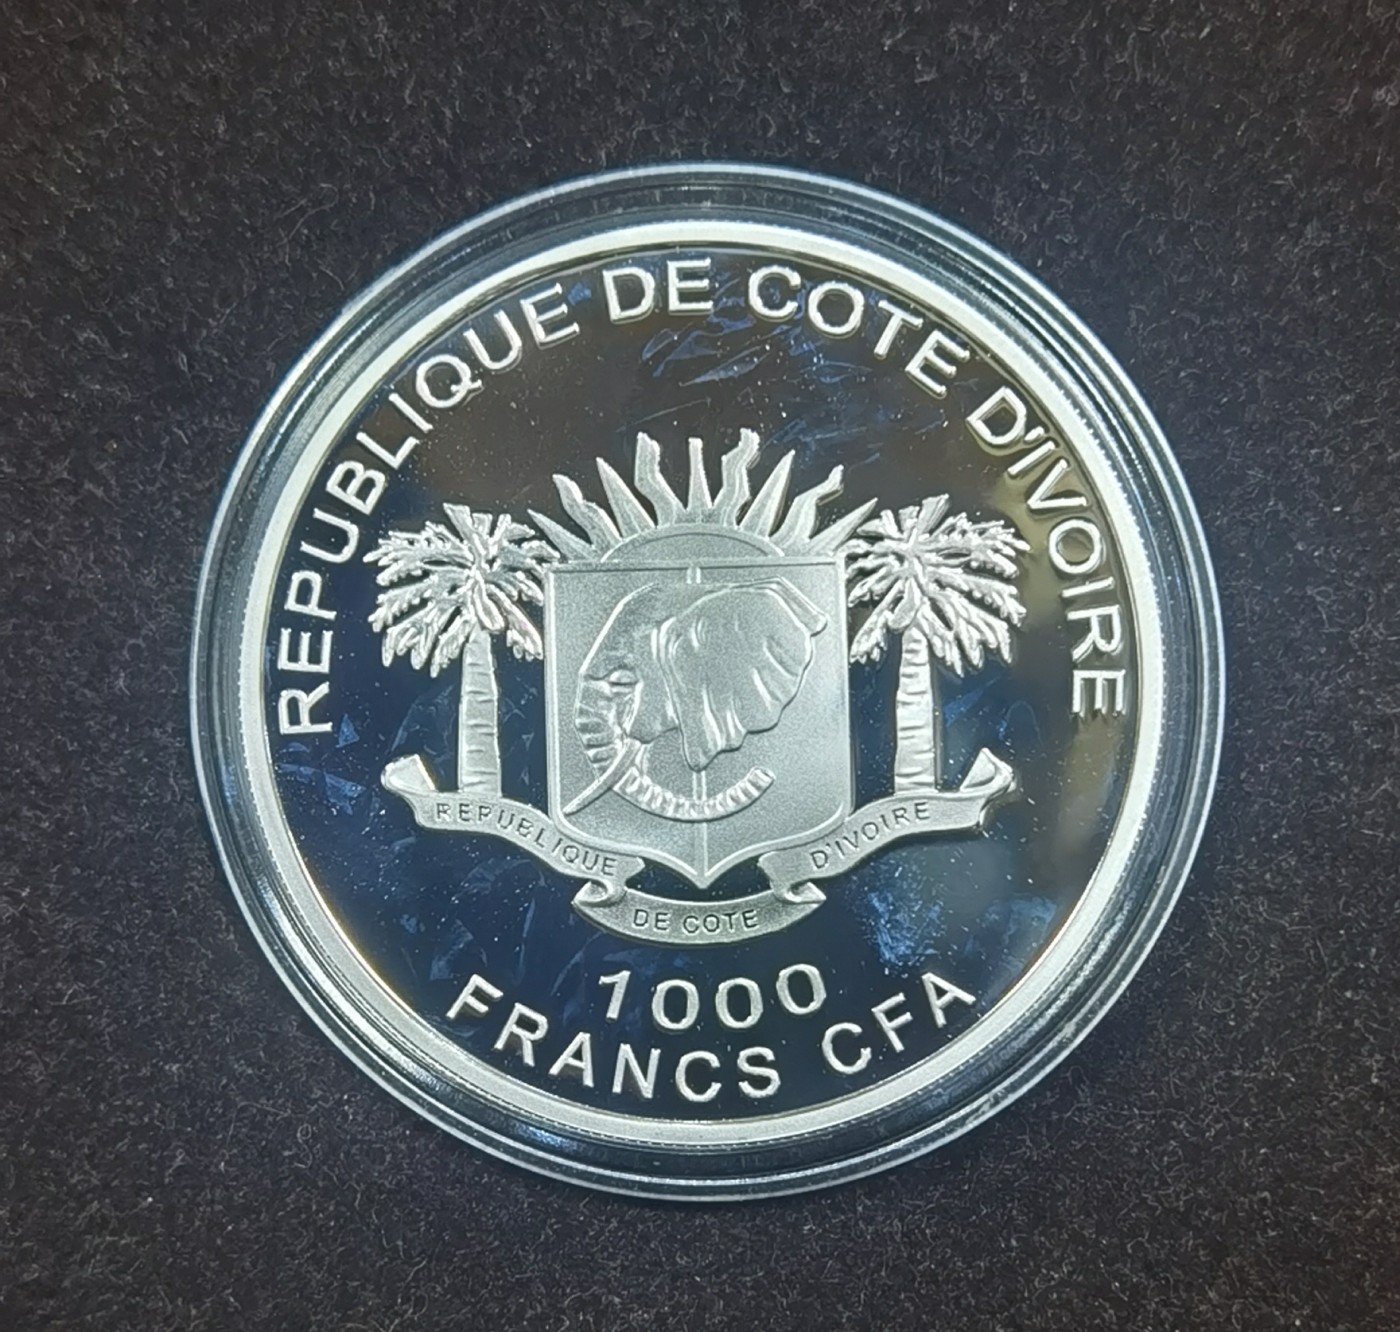 REPUBLIQUE DE COTE D'IVOIRE
REPUBLIQUE
DE COTE
D'IVOIRE
1000
FRANCS CFA